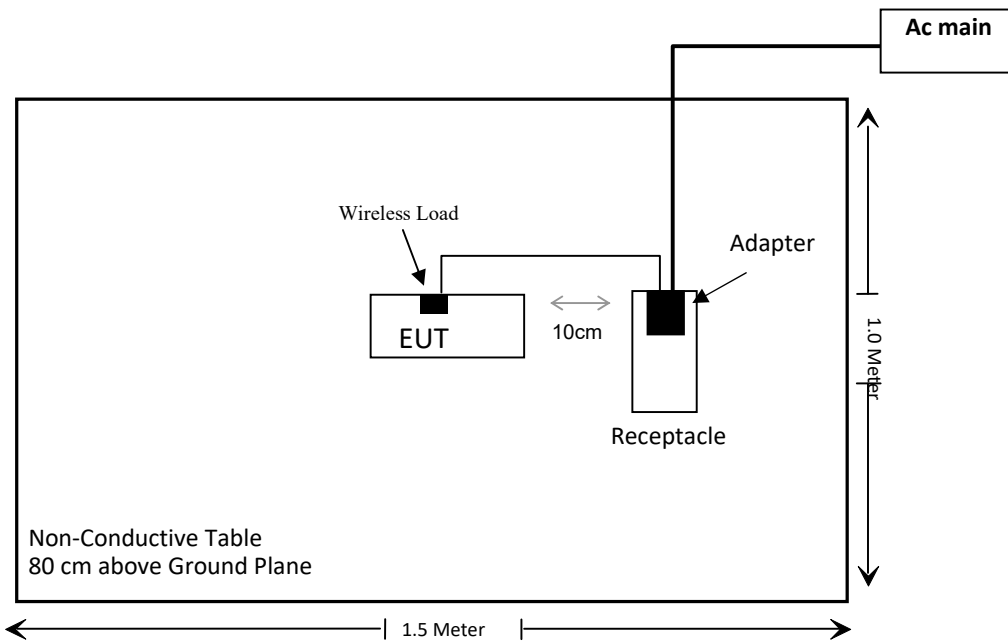 Ac main
Wireless Load
Adapter
EUT
10cm
1.0 Meter
Receptacle
Non-Conductive Table
80 cm above Ground Plane
1.5 Meter